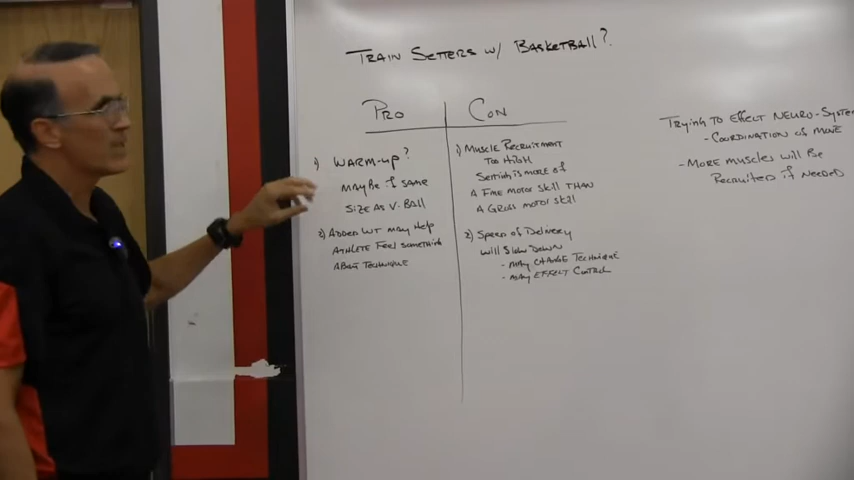 Train Setters w/ Basketball?
Pro
Con
1) Warm-up?
Maybe if same
size as V-Ball
2) Added wt may help
Athlete feel something
about technique
1) Muscle Recruitment
Too High
Setting is more of
a fine motor skill than
a gross motor skill
2) Speed of Delivery
will slow down
- may change technique
- may effect control
Trying to effect neuro-system
- Coordination of move
- More muscles will be
recruited if needed